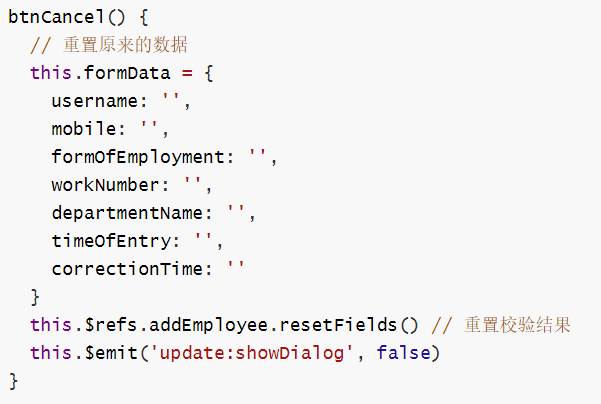 btnCancel() {
  // 重置原来的数据
  this.formData = {
    username: '',
    mobile: '',
    formOfEmployment: '',
    workNumber: '',
    departmentName: '',
    timeOfEntry: '',
    correctionTime: ''
  }
  this.$refs.addEmployee.resetFields() // 重置校验结果
  this.$emit('update:showDialog', false)
}